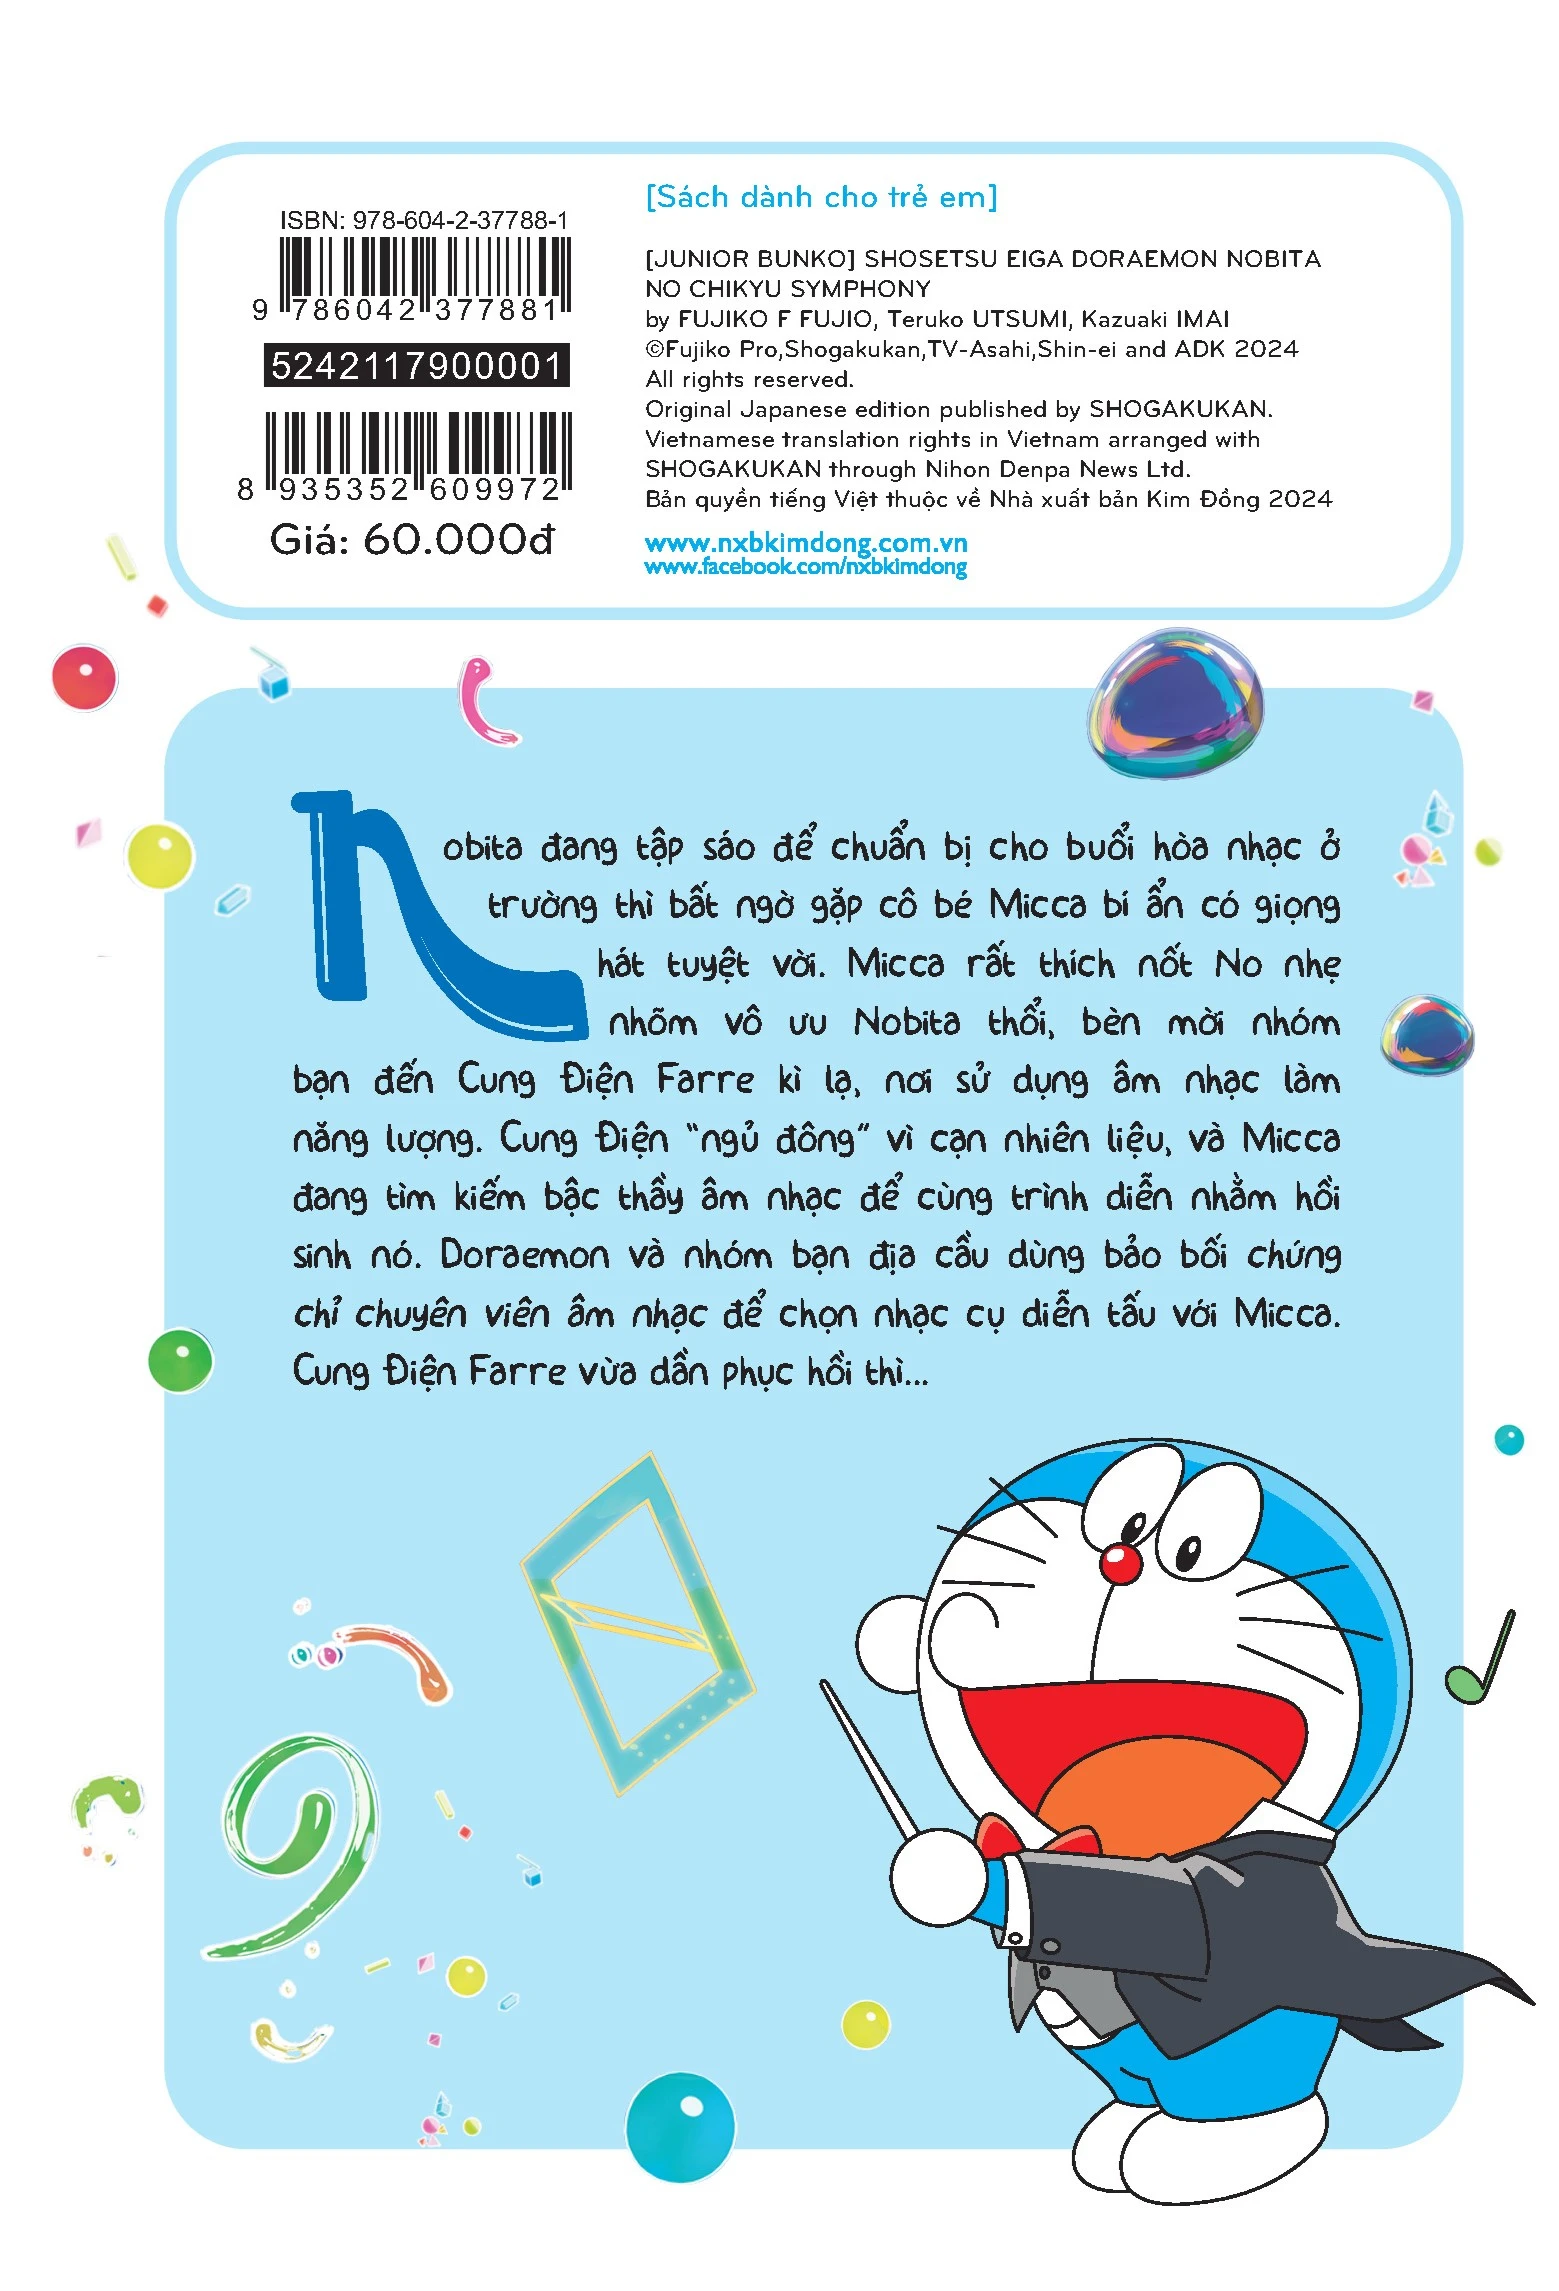 ISBN: 978-604-2-37788-1
9 786042 377881
5242117900001
8 935352 609972
Giá: 60.000đ
[Sách dành cho trẻ em]
[JUNIOR BUNKO] SHOSETSU EIGA DORAEMON NOBITA
NO CHIKYU SYMPHONY
by FUJIKO F FUJIO, Teruko UTSUMI, Kazuaki IMAI
©Fujiko Pro,Shogakukan,TV-Asahi,Shin-ei and ADK 2024
All rights reserved.
Original Japanese edition published by SHOGAKUKAN.
Vietnamese translation rights in Vietnam arranged with
SHOGAKUKAN through Nihon Denpa News Ltd.
Bản quyền tiếng Việt thuộc về Nhà xuất bản Kim Đồng 2024
www.nxbkimdong.com.vn
www.facebook.com/nxbkimdong
Nobita đang tập sáo để chuẩn bị cho buổi hòa nhạc ở
trường thì bất ngờ gặp cô bé Micca bí ẩn có giọng
hát tuyệt vời. Micca rất thích nốt No nhẹ
nhõm vô ưu Nobita thổi, bèn mời nhóm
bạn đến Cung Điện Farre kì lạ, nơi sử dụng âm nhạc làm
năng lượng. Cung Điện “ngủ đông” vì cạn nhiên liệu, và Micca
đang tìm kiếm bậc thầy âm nhạc để cùng trình diễn nhằm hồi
sinh nó. Doraemon và nhóm bạn địa cầu dùng bảo bối chứng
chỉ chuyên viên âm nhạc để chọn nhạc cụ diễn tấu với Micca.
Cung Điện Farre vừa dần phục hồi thì...